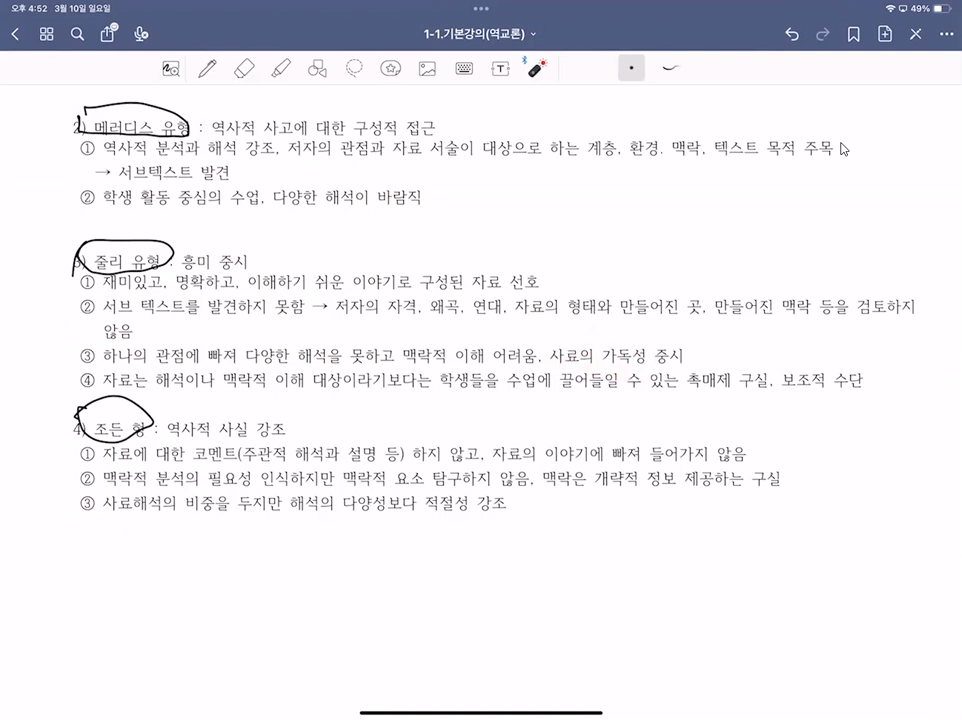 오후 4:52 3월 10일 일요일
49%
1-1.기본강의(역교론)
2) 메러디스 유형 : 역사적 사고에 대한 구성적 접근
① 역사적 분석과 해석 강조, 저자의 관점과 자료 서술이 대상으로 하는 계층, 환경. 맥락, 텍스트 목적 주목
→ 서브텍스트 발견
② 학생 활동 중심의 수업, 다양한 해석이 바람직
3) 줄리 유형 : 흥미 중시
① 재미있고, 명확하고, 이해하기 쉬운 이야기로 구성된 자료 선호
② 서브 텍스트를 발견하지 못함 → 저자의 자격, 왜곡, 연대, 자료의 형태와 만들어진 곳, 만들어진 맥락 등을 검토하지
않음
③ 하나의 관점에 빠져 다양한 해석을 못하고 맥락적 이해 어려움, 사료의 가독성 중시
④ 자료는 해석이나 맥락적 이해 대상이라기보다는 학생들을 수업에 끌어들일 수 있는 촉매제 구실, 보조적 수단
4) 조든 형 : 역사적 사실 강조
① 자료에 대한 코멘트(주관적 해석과 설명 등) 하지 않고, 자료의 이야기에 빠져 들어가지 않음
② 맥락적 분석의 필요성 인식하지만 맥락적 요소 탐구하지 않음, 맥락은 개략적 정보 제공하는 구실
③ 사료해석의 비중을 두지만 해석의 다양성보다 적절성 강조